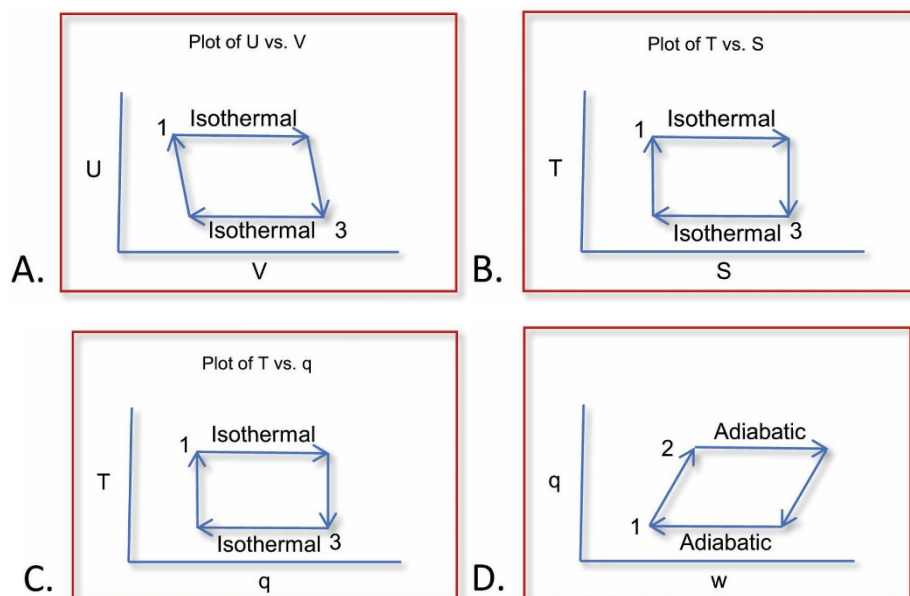 Plot of U vs. V
1
Isothermal
U
Isothermal 3
V
A.
Plot of T vs. S
1
Isothermal
T
Isothermal 3
S
B.
Plot of T vs. q
1
Isothermal
T
Isothermal 3
q
C.
2
Adiabatic
q
1
Adiabatic
w
D.